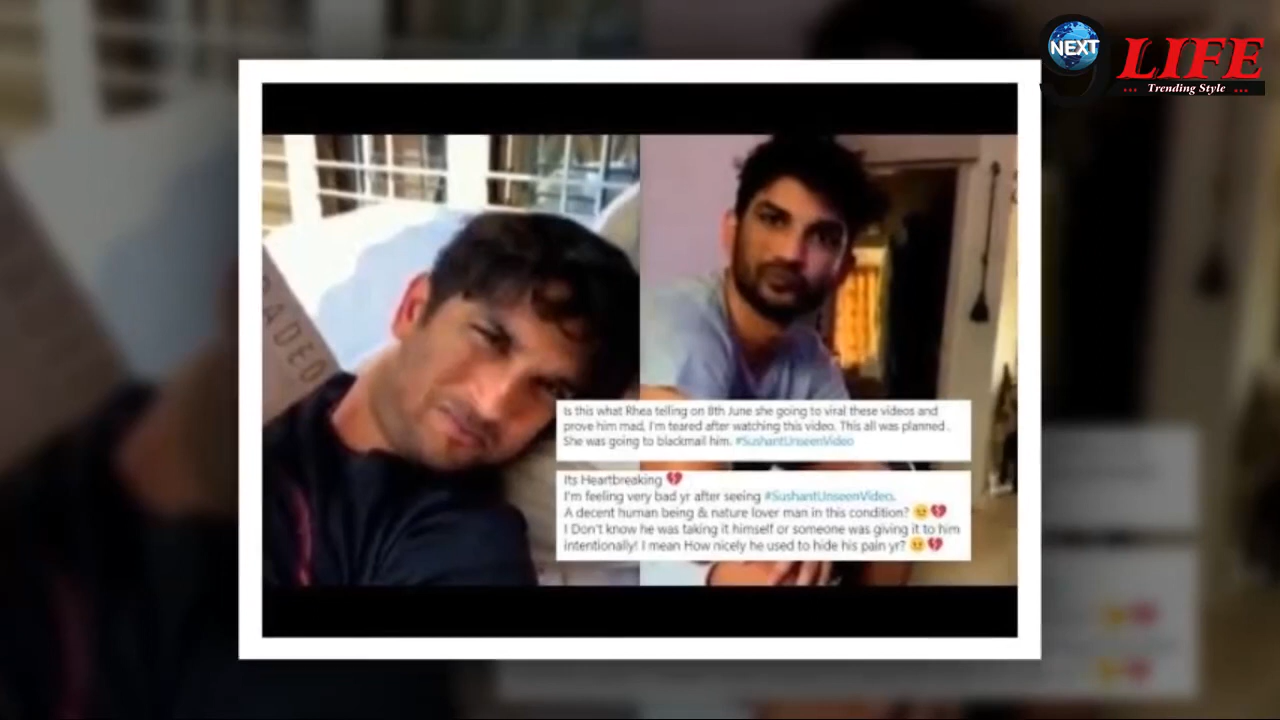 NEXT
9
LIFE
... Trending Style ...
ADEO
Is this what Rhea telling on 8th June she going to viral these videos and
prove him mad, I'm teared after watching this video. This all was planned .
She was going to blackmail him. #SushantUnseenVideo
Its Heartbreaking 💔
I'm feeling very bad yr after seeing #SushantUnseenVideo.
A decent human being & nature lover man in this condition? 😢💔
I Don't know he was taking it himself or someone was giving it to him
intentionally! I mean How nicely he used to hide his pain yr? 😢💔